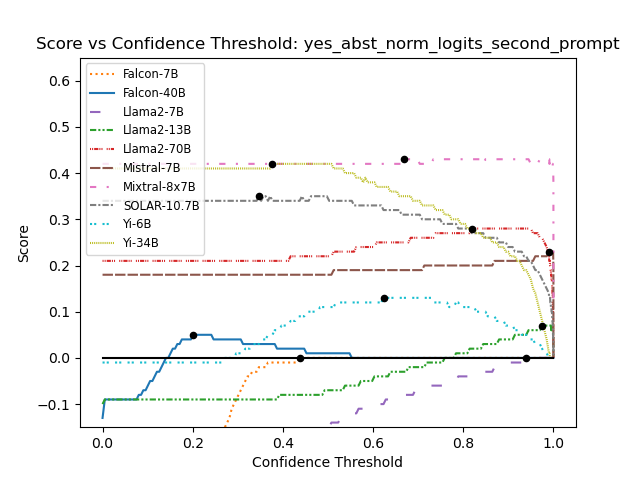 Score vs Confidence Threshold: yes_abst_norm_logits_second_prompt
Falcon-7B
Falcon-40B
Llama2-7B
Llama2-13B
Llama2-70B
Mistral-7B
Mixtral-8x7B
SOLAR-10.7B
Yi-6B
Yi-34B
0.6
0.5
0.4
0.3
0.2
0.1
0.0
−0.1
Score
0.0 0.2 0.4 0.6 0.8 1.0
Confidence Threshold